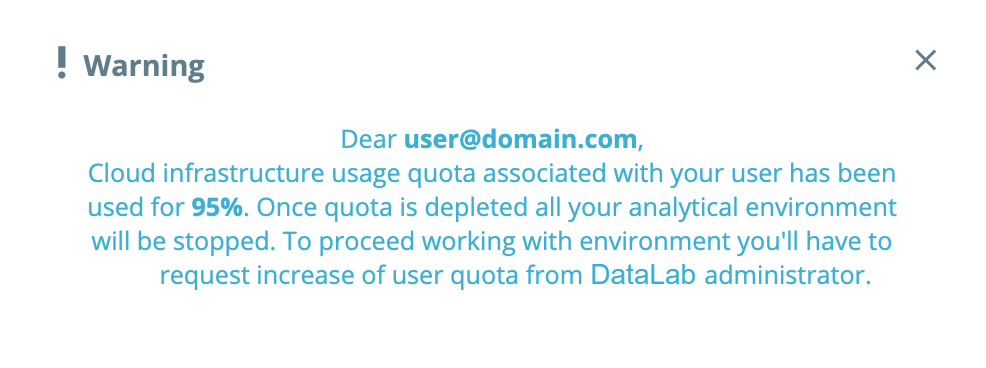 ! Warning
Dear user@domain.com,
Cloud infrastructure usage quota associated with your user has been
used for 95%. Once quota is depleted all your analytical environment
will be stopped. To proceed working with environment you'll have to
request increase of user quota from DataLab administrator.